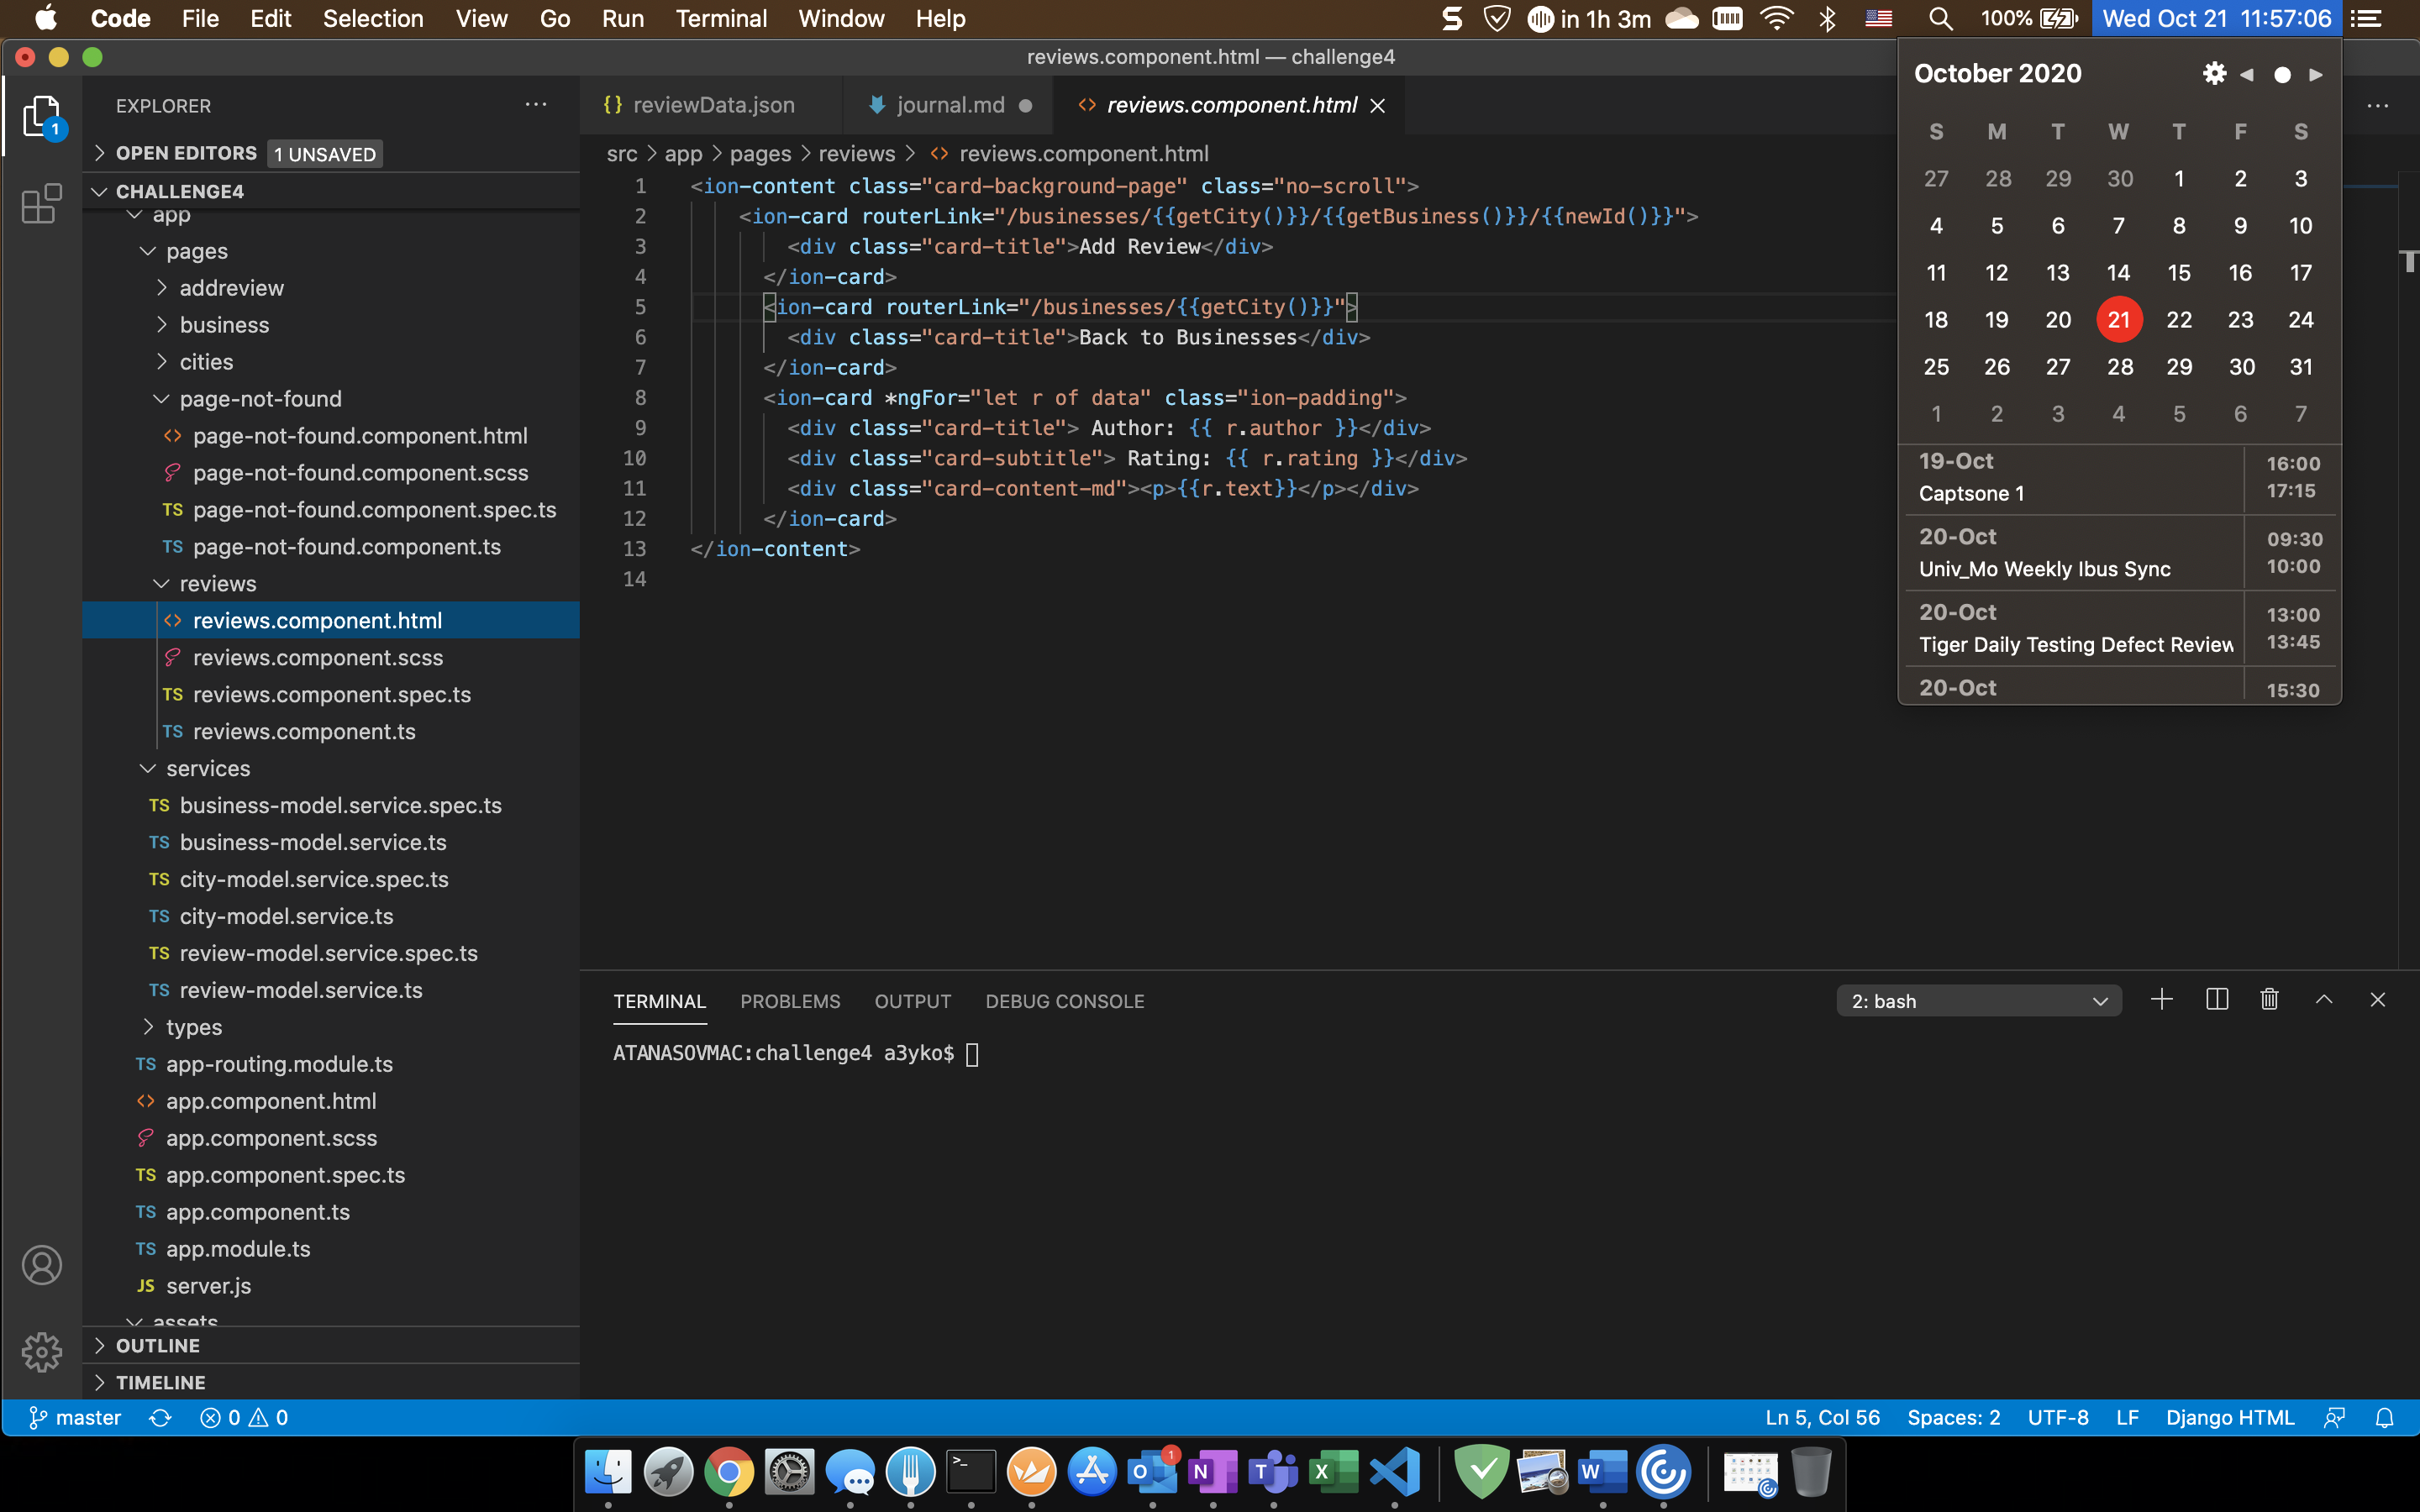 Code File Edit Selection View Go Run Terminal Window Help
in 1h 3m 100% Wed Oct 21 11:57:06
reviews.component.html — challenge4
EXPLORER
OPEN EDITORS 1 UNSAVED
CHALLENGE4
app
pages
addreview
business
cities
page-not-found
<> page-not-found.component.html
page-not-found.component.scss
TS page-not-found.component.spec.ts
TS page-not-found.component.ts
reviews
<> reviews.component.html
reviews.component.scss
TS reviews.component.spec.ts
TS reviews.component.ts
services
TS business-model.service.spec.ts
TS business-model.service.ts
TS city-model.service.spec.ts
TS city-model.service.ts
TS review-model.service.spec.ts
TS review-model.service.ts
types
TS app-routing.module.ts
<> app.component.html
app.component.scss
TS app.component.spec.ts
TS app.component.ts
TS app.module.ts
JS server.js
assets
OUTLINE
TIMELINE
{} reviewData.json journal.md <> reviews.component.html
src > app > pages > reviews > <> reviews.component.html
1 <ion-content class="card-background-page" class="no-scroll">
2 <ion-card routerLink="/businesses/{{getCity()}}/{{getBusiness()}}/{{newId()}}">
3 <div class="card-title">Add Review</div>
4 </ion-card>
5 <ion-card routerLink="/businesses/{{getCity()}}">
6 <div class="card-title">Back to Businesses</div>
7 </ion-card>
8 <ion-card *ngFor="let r of data" class="ion-padding">
9 <div class="card-title"> Author: {{ r.author }}</div>
10 <div class="card-subtitle"> Rating: {{ r.rating }}</div>
11 <div class="card-content-md"><p>{{r.text}}</p></div>
12 </ion-card>
13 </ion-content>
14
October 2020
S M T W T F S
27 28 29 30 1 2 3
4 5 6 7 8 9 10
11 12 13 14 15 16 17
18 19 20 21 22 23 24
25 26 27 28 29 30 31
1 2 3 4 5 6 7
19-Oct 16:00
Captsone 1 17:15
20-Oct 09:30
Univ_Mo Weekly Ibus Sync 10:00
20-Oct 13:00
Tiger Daily Testing Defect Review 13:45
20-Oct 15:30
TERMINAL PROBLEMS OUTPUT DEBUG CONSOLE 2: bash
ATANASOVMAC:challenge4 a3yko$
master 0 0 Ln 5, Col 56 Spaces: 2 UTF-8 LF Django HTML